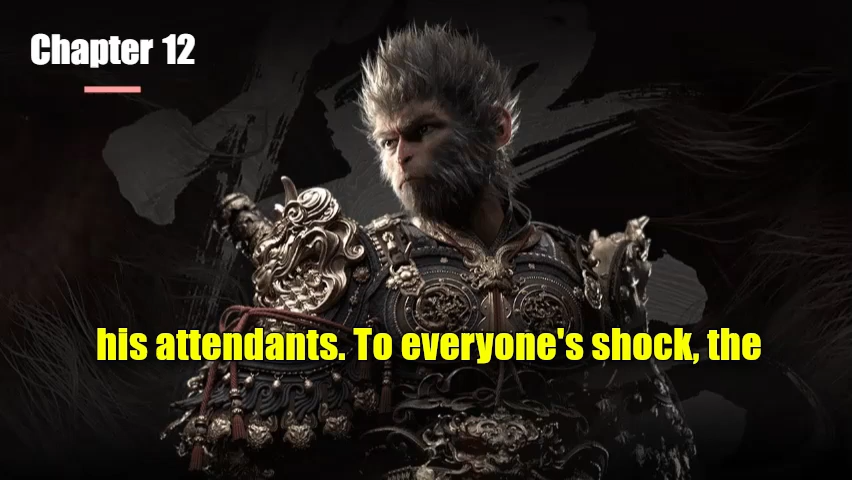 Chapter 12
his attendants. To everyone's shock, the